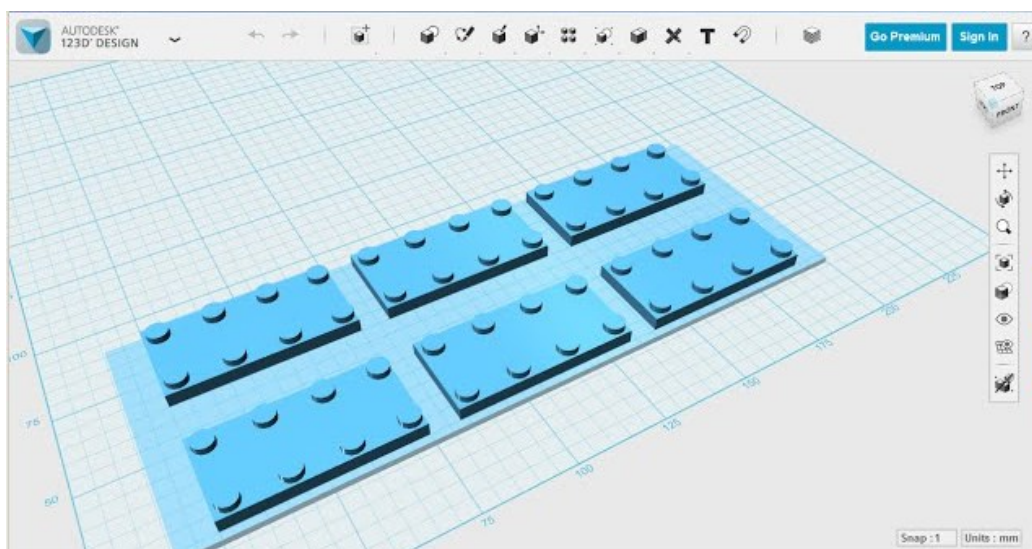 AUTODESK®
123D® DESIGN
T
Go Premium
Sign In
?
TOP
FRONT
100
75
50
75
100
125
150
175
200
225
Snap : 1
Units : mm